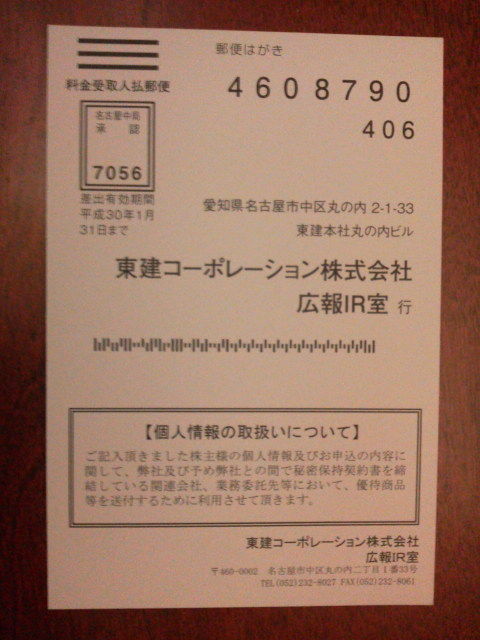 郵便はがき
料金受取人払郵便
4608790
406
名古屋中局
承認
7056
差出有効期間
平成30年1月
31日まで
愛知県名古屋市中区丸の内 2-1-33
東建本社丸の内ビル
東建コーポレーション株式会社
広報IR室 行
【個人情報の取扱いについて】
ご記入頂きました株主様の個人情報及びお申込の内容に
関して、弊社及び予め弊社との間で秘密保持契約書を締
結している関連会社、業務委託先等において、優待商品
等を送付するために利用させて頂きます。
東建コーポレーション株式会社
広報IR室
〒460-0002 名古屋市中区丸の内二丁目1番33号
TEL(052)232-8027 FAX(052)232-8061